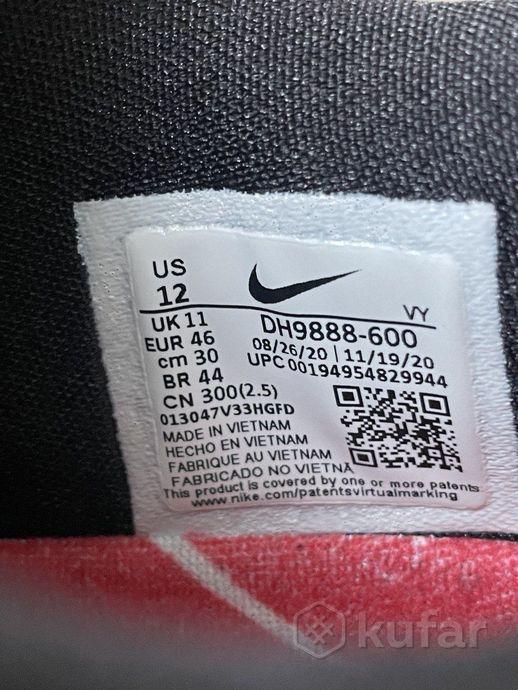 US
12
VY
UK 11
EUR 46
cm 30
BR 44
CN 300(2.5)
DH9888-600
08/26/20 | 11/19/20
UPC 00194954829944
013047V33HGFD
MADE IN VIETNAM
HECHO EN VIETNAM
FABRIQUE AU VIETNAM
FABRICADO NO VIETNÃ
This product is covered by one or more patents
www.nike.com/patentsvirtualmarking
kufar